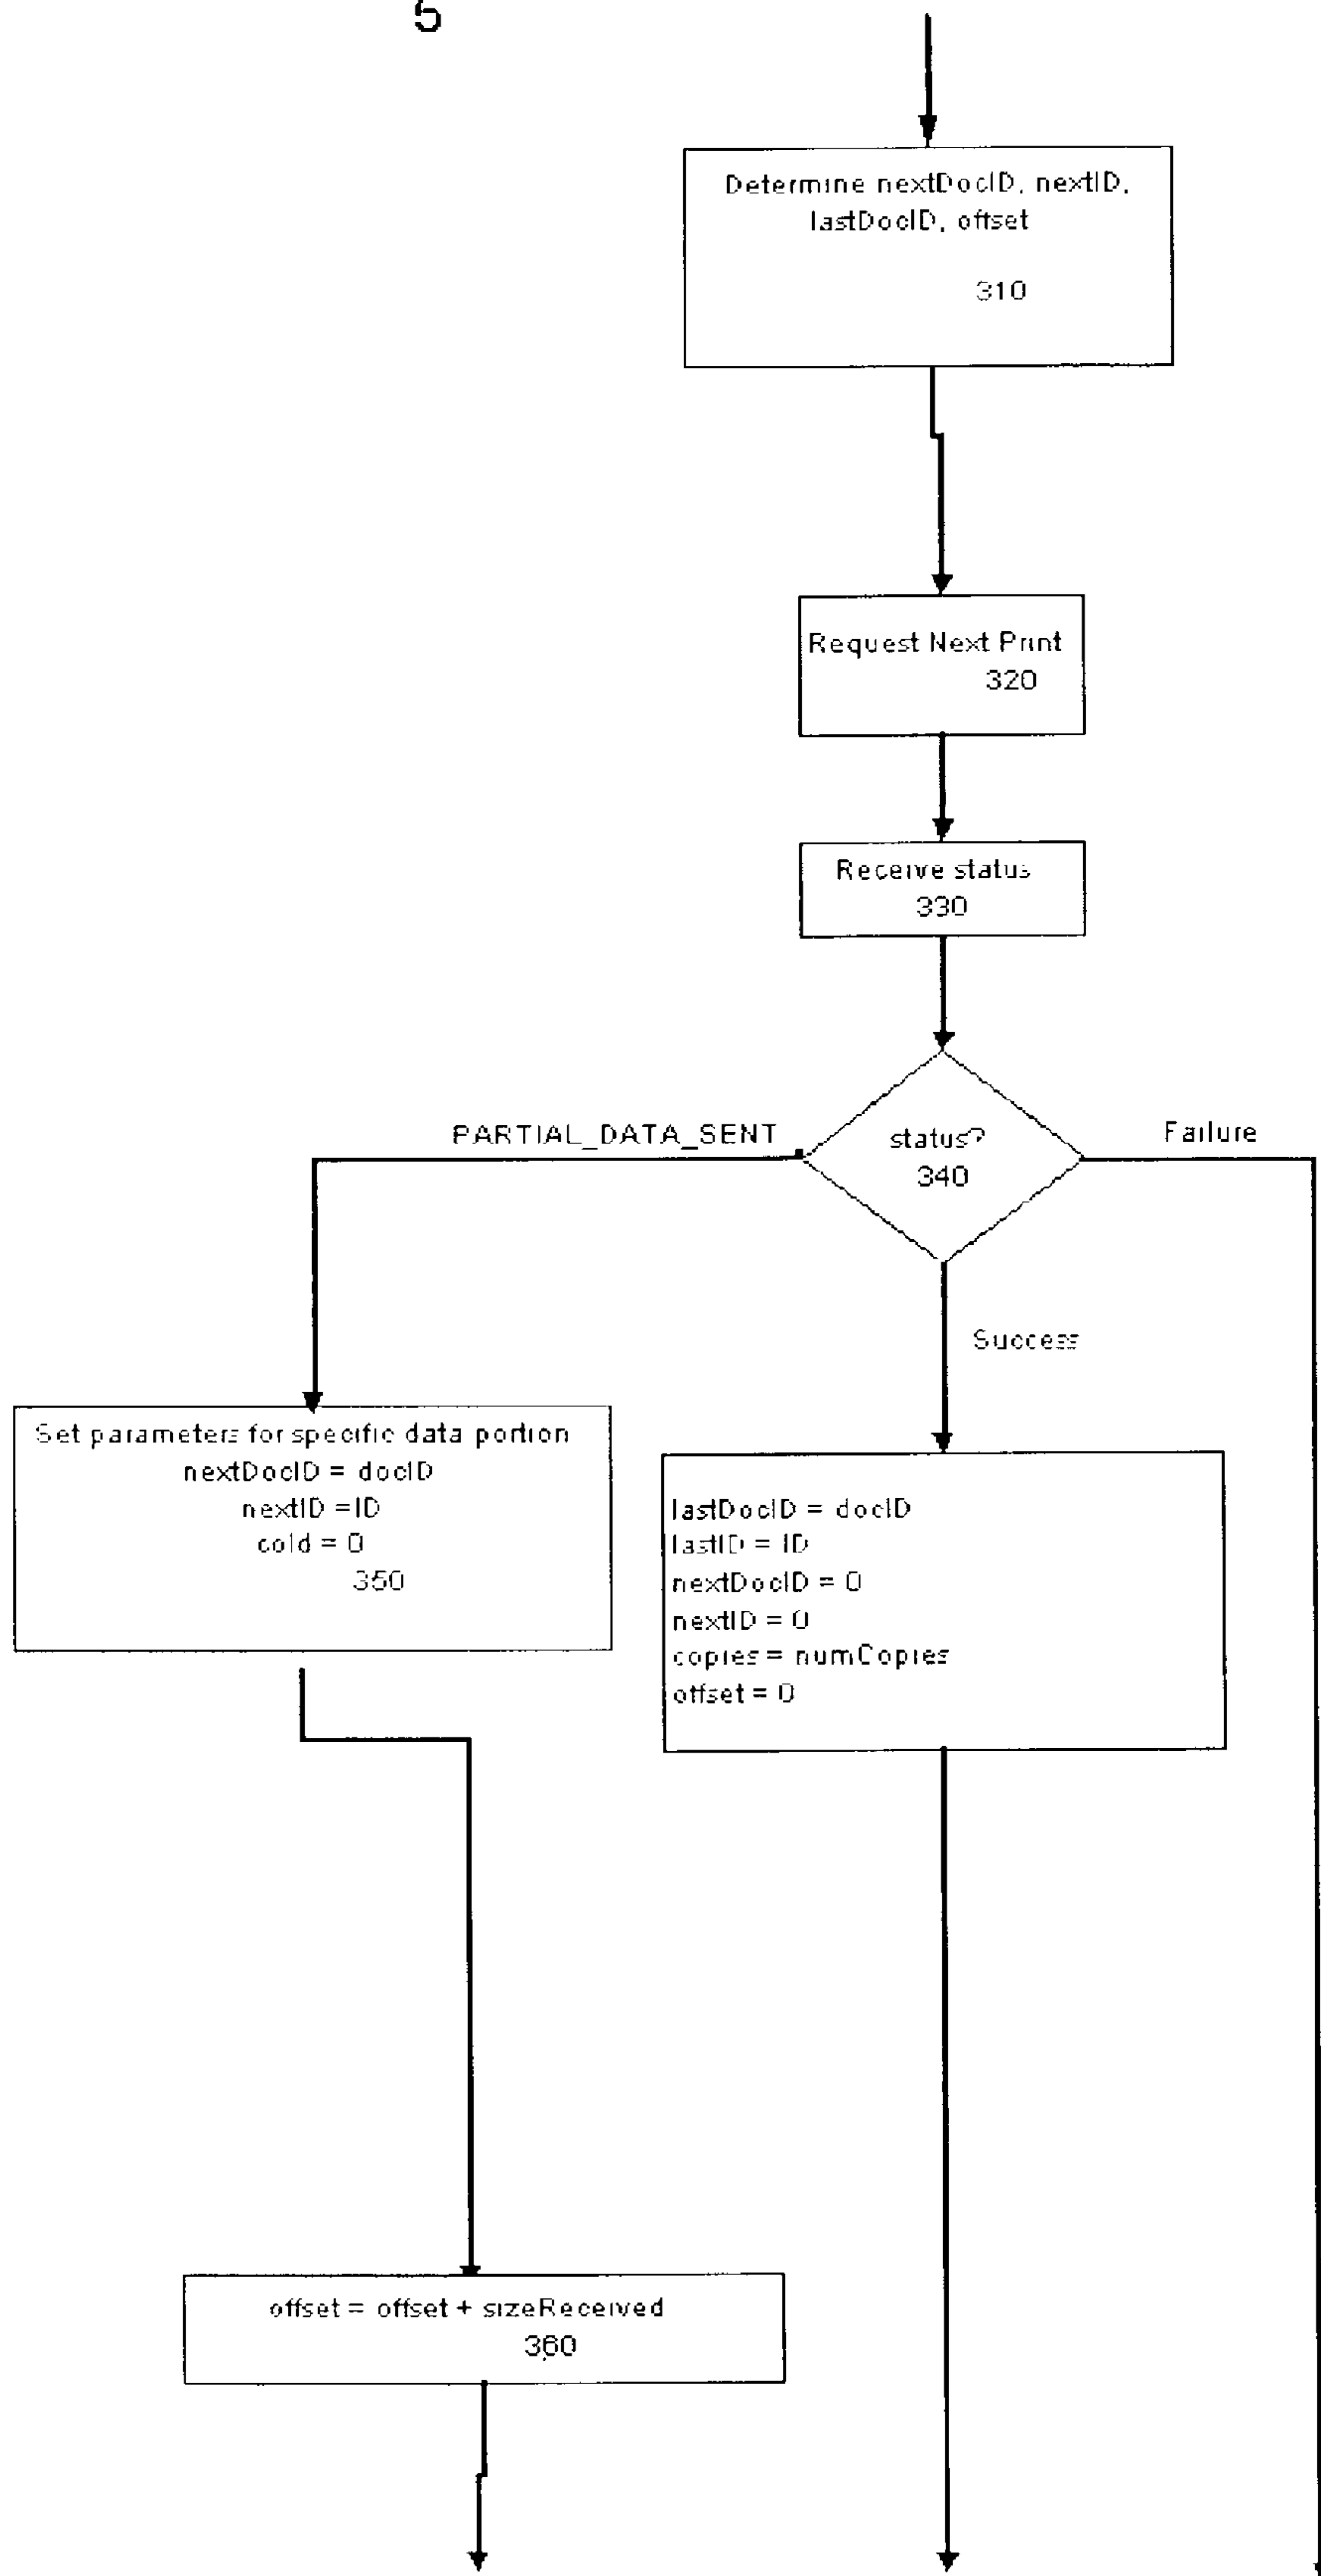 5
Determine nextDocID, nextID,
lastDocID, offset
310
Request Next Print
320
Receive status
330
PARTIAL_DATA_SENT
status?
340
Failure
Success
Set parameters for specific data portion
nextDocID = docID
nextID =ID
cold = 0
350
lastDocID = docID
lastID = ID
nextDocID = 0
nextID = 0
copies = numCopies
offset = 0
offset = offset + sizeReceived
360